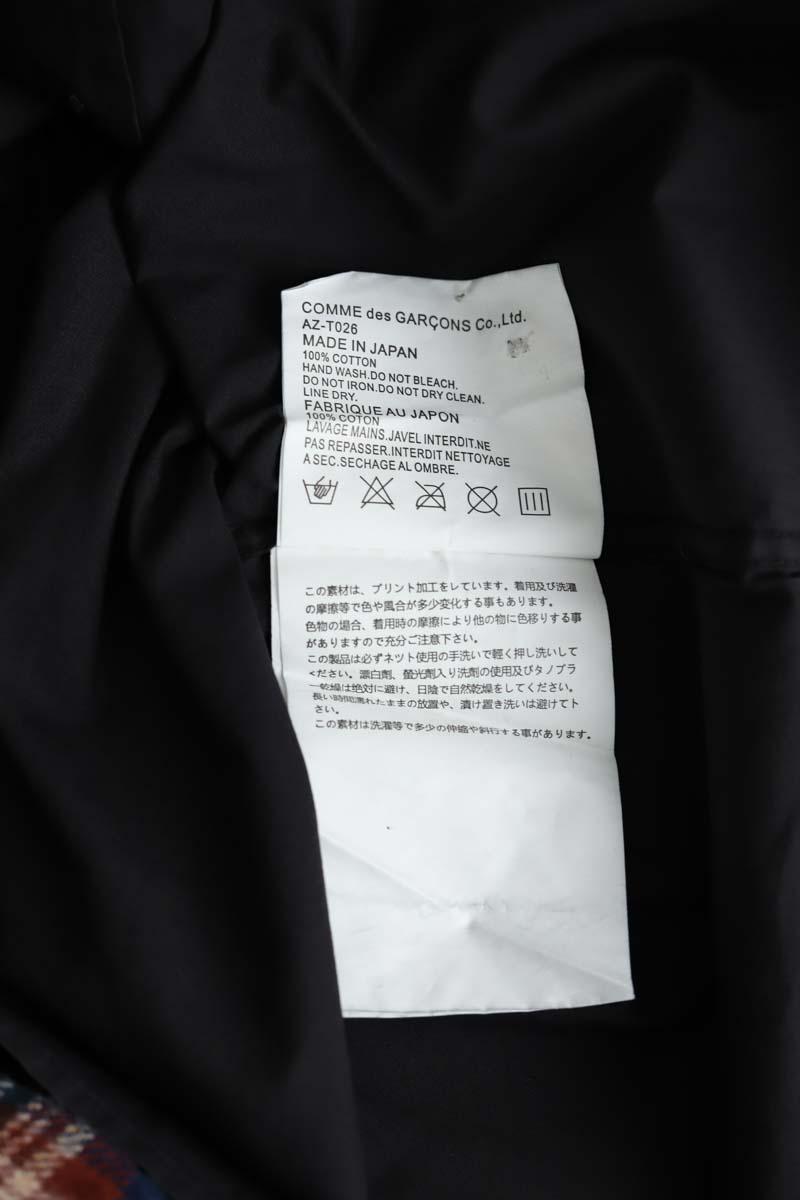 COMME des GARÇONS Co.,Ltd.
AZ-T026
MADE IN JAPAN
100% COTTON
HAND WASH.DO NOT BLEACH.
DO NOT IRON.DO NOT DRY CLEAN.
LINE DRY.
FABRIQUE AU JAPON
100% COTON
LAVAGE MAINS.JAVEL INTERDIT.NE
PAS REPASSER.INTERDIT NETTOYAGE
A SEC.SECHAGE AL OMBRE.
この素材は、プリント加工をしています。着用及び洗濯
の摩擦等で色や風合が多少変化する事もあります。
色物の場合、着用時の摩擦により他の物に色移りする事
がありますので充分ご注意下さい。
この製品は必ずネット使用の手洗いで軽く押し洗いして
ください。漂白剤、螢光剤入り洗剤の使用及びタンブラ
ー乾燥は絶対に避け、日陰で自然乾燥をしてください。
長い時間濡れたままの放置や、漬け置き洗いは避けて下
さい。
この素材は洗濯等で多少の伸縮や斜行する事があります。